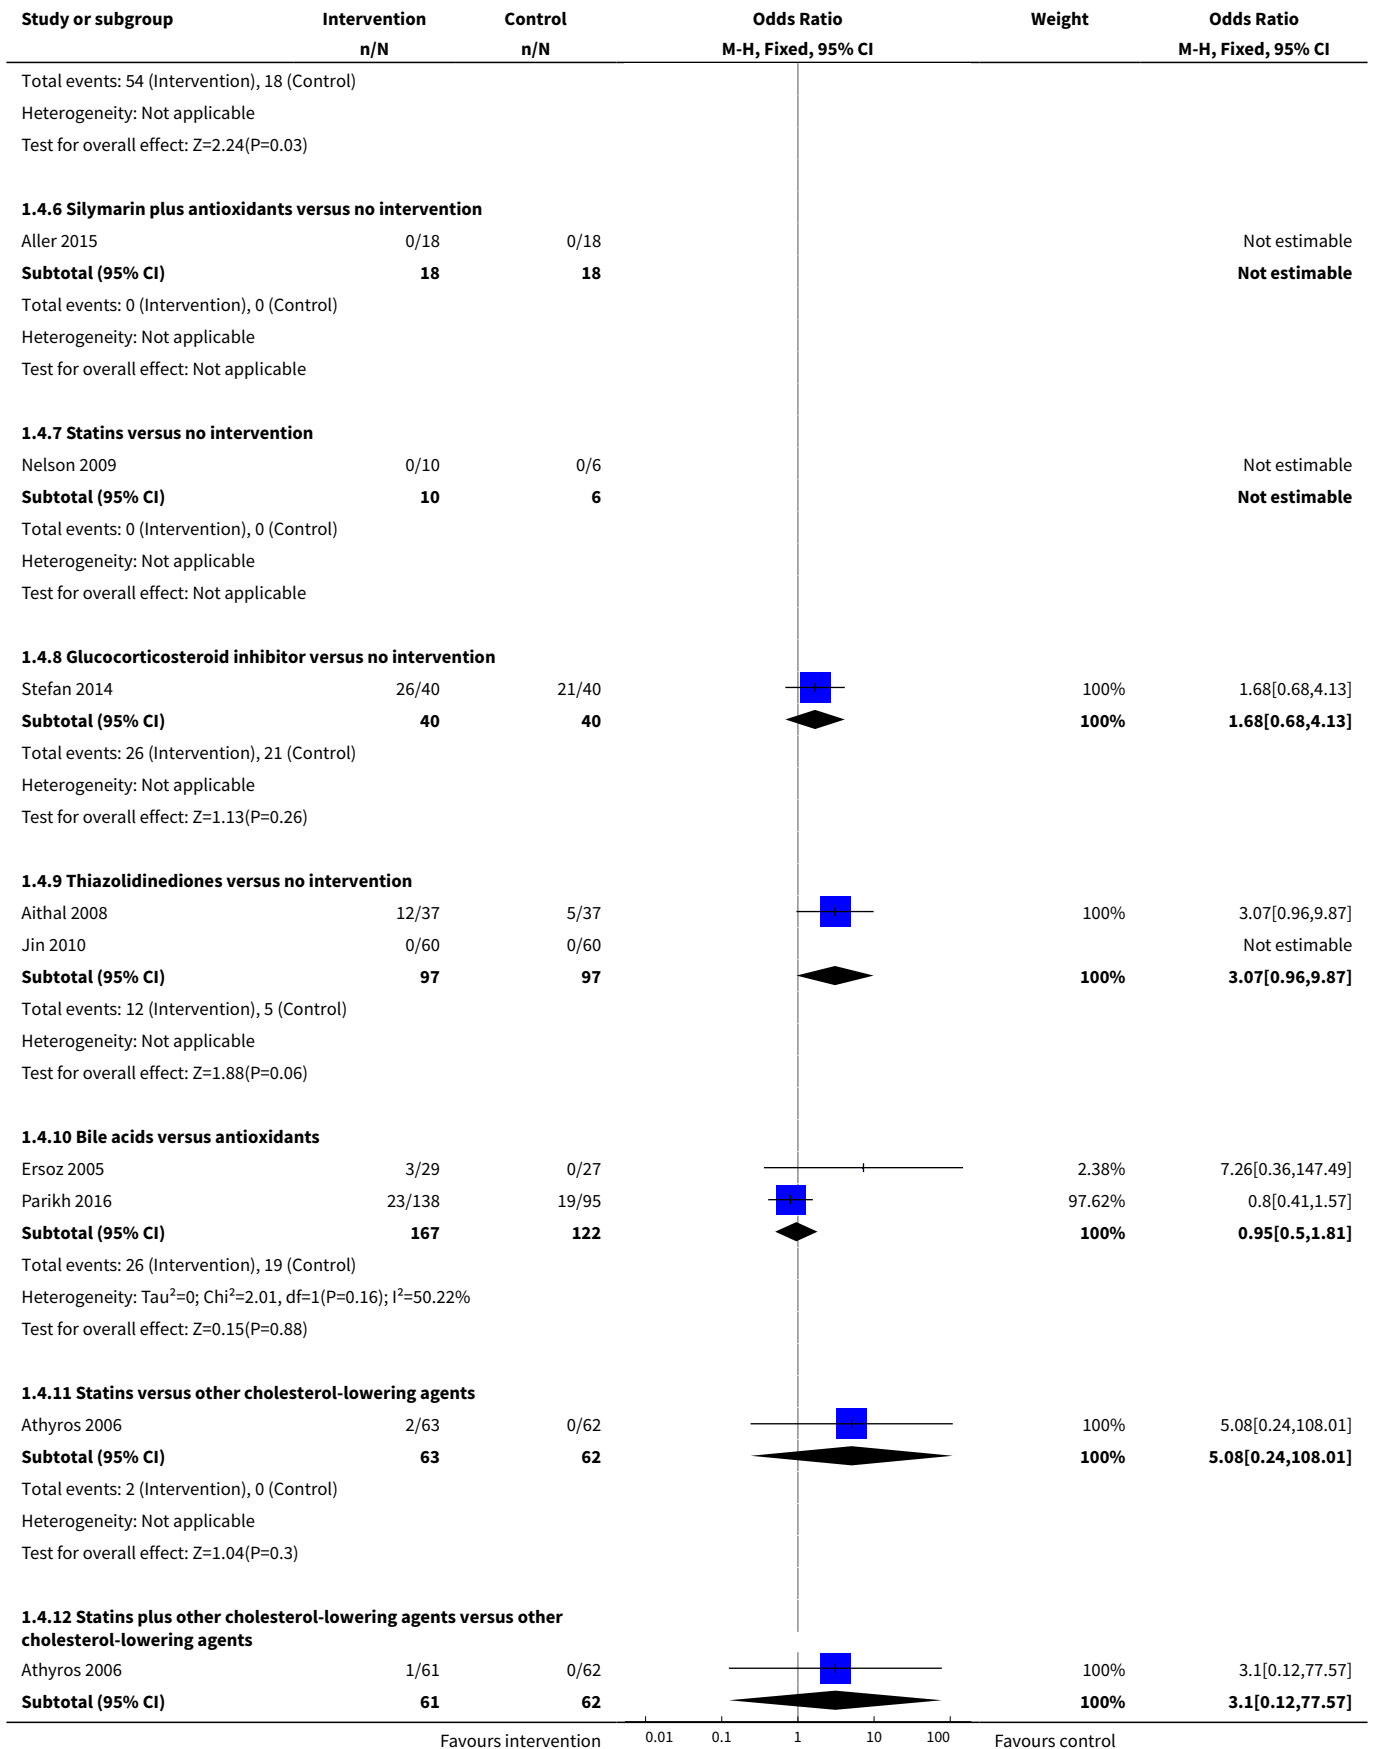 Study or subgroup Intervention Control Odds Ratio Weight Odds Ratio
n/N n/N M-H, Fixed, 95% CI M-H, Fixed, 95% CI
Total events: 54 (Intervention), 18 (Control)
Heterogeneity: Not applicable
Test for overall effect: Z=2.24(P=0.03)
1.4.6 Silymarin plus antioxidants versus no intervention
Aller 2015 0/18 0/18 Not estimable
Subtotal (95% CI) 18 18 Not estimable
Total events: 0 (Intervention), 0 (Control)
Heterogeneity: Not applicable
Test for overall effect: Not applicable
1.4.7 Statins versus no intervention
Nelson 2009 0/10 0/6 Not estimable
Subtotal (95% CI) 10 6 Not estimable
Total events: 0 (Intervention), 0 (Control)
Heterogeneity: Not applicable
Test for overall effect: Not applicable
1.4.8 Glucocorticosteroid inhibitor versus no intervention
Stefan 2014 26/40 21/40 100% 1.68[0.68,4.13]
Subtotal (95% CI) 40 40 100% 1.68[0.68,4.13]
Total events: 26 (Intervention), 21 (Control)
Heterogeneity: Not applicable
Test for overall effect: Z=1.13(P=0.26)
1.4.9 Thiazolidinediones versus no intervention
Aithal 2008 12/37 5/37 100% 3.07[0.96,9.87]
Jin 2010 0/60 0/60 Not estimable
Subtotal (95% CI) 97 97 100% 3.07[0.96,9.87]
Total events: 12 (Intervention), 5 (Control)
Heterogeneity: Not applicable
Test for overall effect: Z=1.88(P=0.06)
1.4.10 Bile acids versus antioxidants
Ersoz 2005 3/29 0/27 2.38% 7.26[0.36,147.49]
Parikh 2016 23/138 19/95 97.62% 0.8[0.41,1.57]
Subtotal (95% CI) 167 122 100% 0.95[0.5,1.81]
Total events: 26 (Intervention), 19 (Control)
Heterogeneity: Tau²=0; Chi²=2.01, df=1(P=0.16); I²=50.22%
Test for overall effect: Z=0.15(P=0.88)
1.4.11 Statins versus other cholesterol-lowering agents
Athyros 2006 2/63 0/62 100% 5.08[0.24,108.01]
Subtotal (95% CI) 63 62 100% 5.08[0.24,108.01]
Total events: 2 (Intervention), 0 (Control)
Heterogeneity: Not applicable
Test for overall effect: Z=1.04(P=0.3)
1.4.12 Statins plus other cholesterol-lowering agents versus other
cholesterol-lowering agents
Athyros 2006 1/61 0/62 100% 3.1[0.12,77.57]
Subtotal (95% CI) 61 62 100% 3.1[0.12,77.57]
Favours intervention 0.01 0.1 1 10 100 Favours control